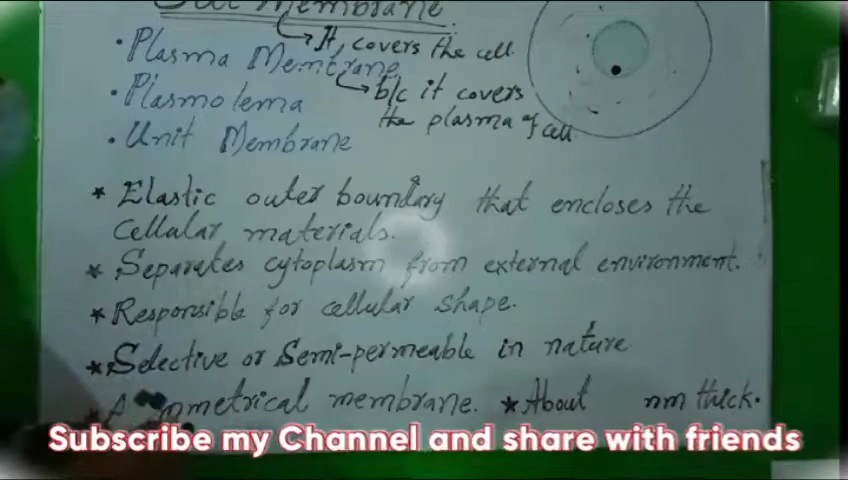 Cell Membrane.
It, covers the cell.
• Plasma Membrane
b/c it covers
the plasma of cell.
• Plasmolema
• Unit Membrane
* Elastic outer boundary that encloses the
cellular materials.
* Separates cytoplasm from external environment.
* Responsible for cellular shape.
* Selective or Semi-permeable in nature
membrane. * About nm thick.
Subscribe my Channel and share with friends